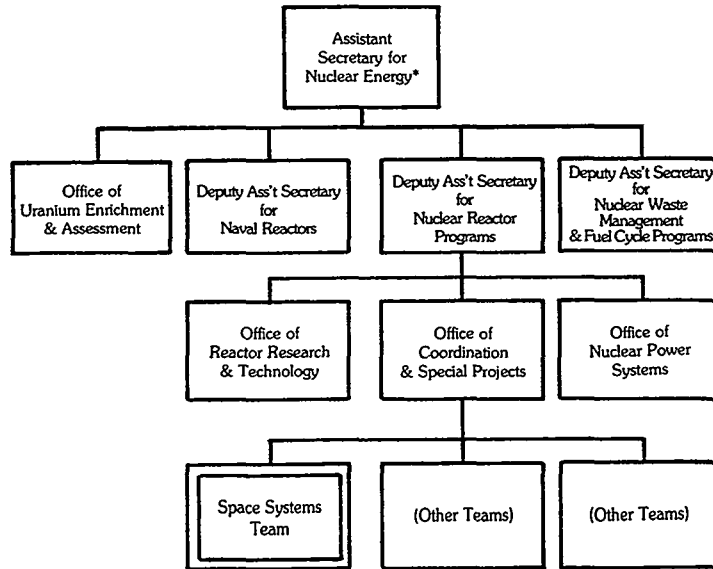 Assistant
Secretary for
Nuclear Energy*
Office of
Uranium Enrichment
& Assessment
Deputy Ass't Secretary
for
Naval Reactors
Deputy Ass't Secretary
for
Nuclear Reactor
Programs
Deputy Ass't Secretary
for
Nuclear Waste
Management
& Fuel Cycle Programs
Office of
Reactor Research
& Technology
Office of
Coordination
& Special Projects
Office of
Nuclear Power
Systems
Space Systems
Team
(Other Teams)
(Other Teams)